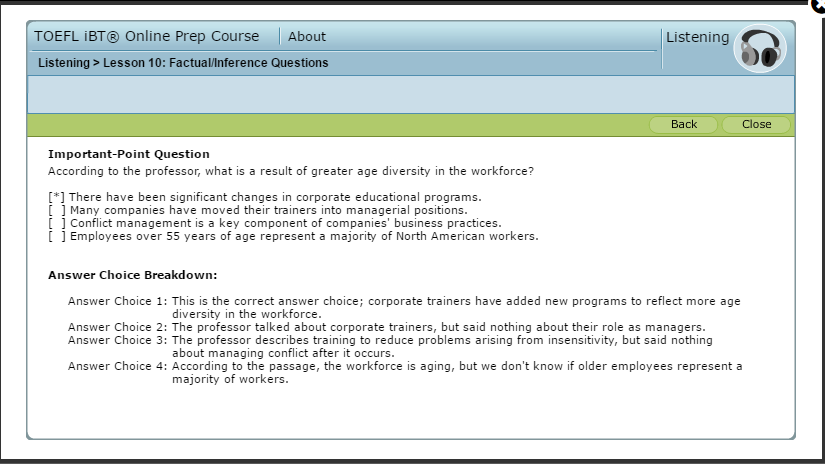 TOEFL iBT® Online Prep Course About
Listening
Listening > Lesson 10: Factual/Inference Questions
Back Close
Important-Point Question
According to the professor, what is a result of greater age diversity in the workforce?
[*] There have been significant changes in corporate educational programs.
[ ] Many companies have moved their trainers into managerial positions.
[ ] Conflict management is a key component of companies' business practices.
[ ] Employees over 55 years of age represent a majority of North American workers.
Answer Choice Breakdown:
Answer Choice 1: This is the correct answer choice; corporate trainers have added new programs to reflect more age
diversity in the workforce.
Answer Choice 2: The professor talked about corporate trainers, but said nothing about their role as managers.
Answer Choice 3: The professor describes training to reduce problems arising from insensitivity, but said nothing
about managing conflict after it occurs.
Answer Choice 4: According to the passage, the workforce is aging, but we don't know if older employees represent a
majority of workers.